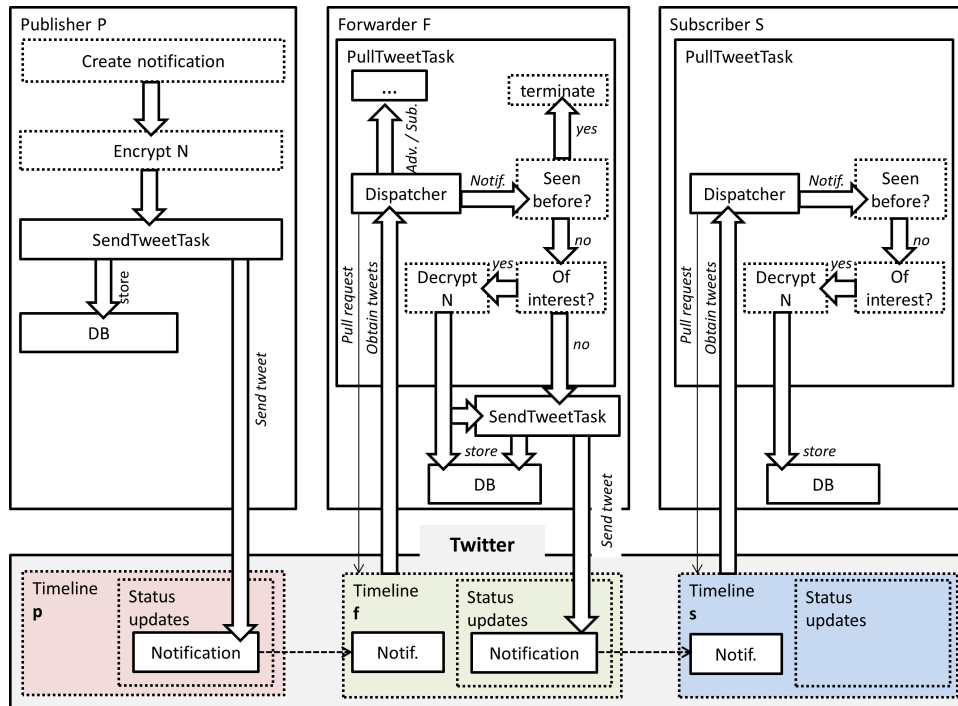 Publisher P
Create notification
Encrypt N
SendTweetTask
store
DB
Send tweet
Forwarder F
PullTweetTask
...
terminate
Adv. / Sub.
yes
Dispatcher
Notif.
Seen
before?
no
Decrypt
N
yes
Of
interest?
Pull request
Obtain tweets
no
SendTweetTask
store
DB
Send tweet
Subscriber S
PullTweetTask
Dispatcher
Notif.
Seen
before?
no
Decrypt
N
yes
Of
interest?
Pull request
Obtain tweets
store
DB
Twitter
Timeline
p
Status
updates
Notification
Timeline
f
Notif.
Status
updates
Notification
Timeline
s
Notif.
Status
updates